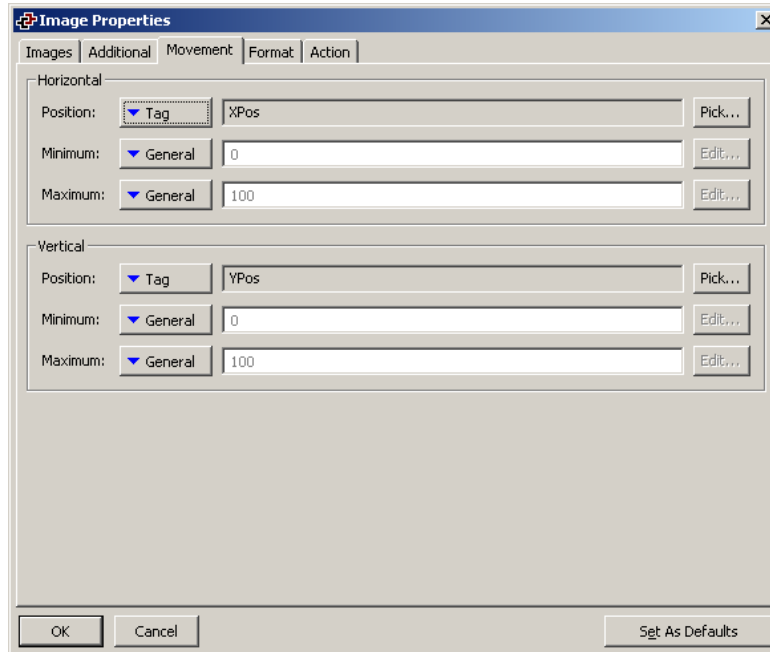 Image Properties
Images Additional Movement Format Action
Horizontal
Position: Tag XPos Pick...
Minimum: General 0 Edit...
Maximum: General 100 Edit...
Vertical
Position: Tag YPos Pick...
Minimum: General 0 Edit...
Maximum: General 100 Edit...
OK Cancel Set As Defaults